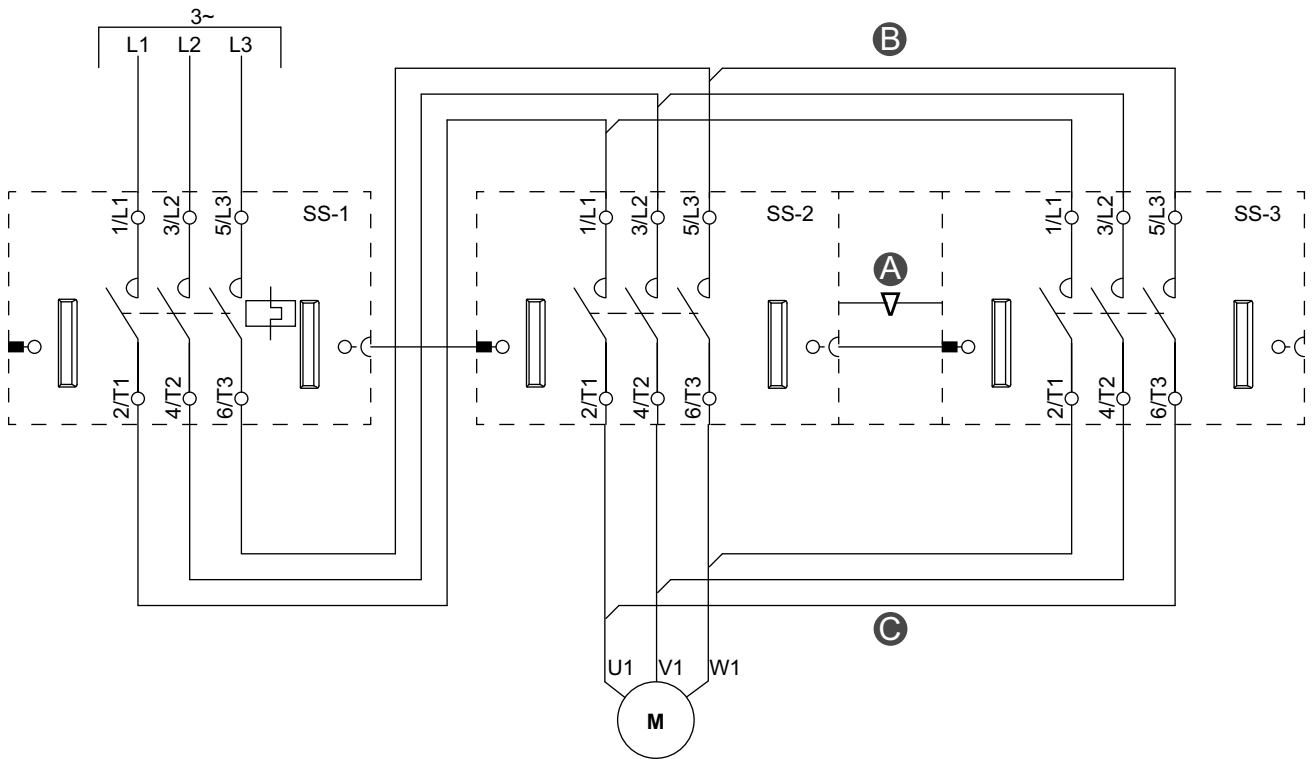 3~
L1 L2 L3
B
1/L1 3/L2 5/L3 SS-1
1/L1 3/L2 5/L3 SS-2
1/L1 3/L2 5/L3 SS-3
A
2/T1 4/T2 6/T3
2/T1 4/T2 6/T3
2/T1 4/T2 6/T3
C
U1 V1 W1
M